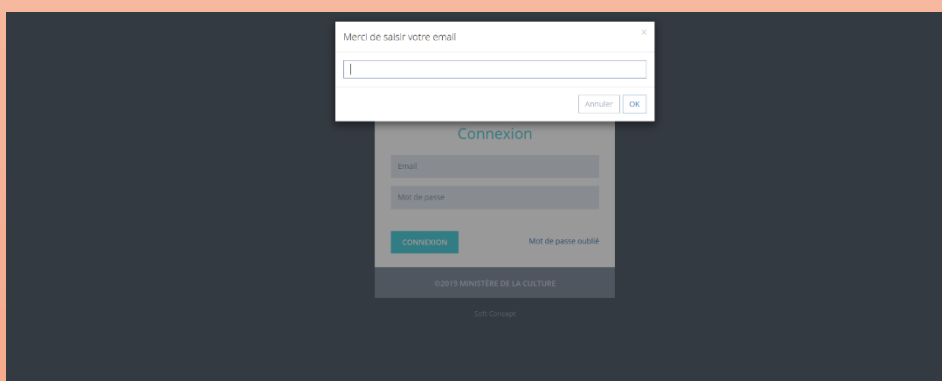 Merci de saisir votre email
×
Annuler OK
Connexion
Email
Mot de passe
CONNEXION Mot de passe oublié
©2019 MINISTÈRE DE LA CULTURE
Soft Concept